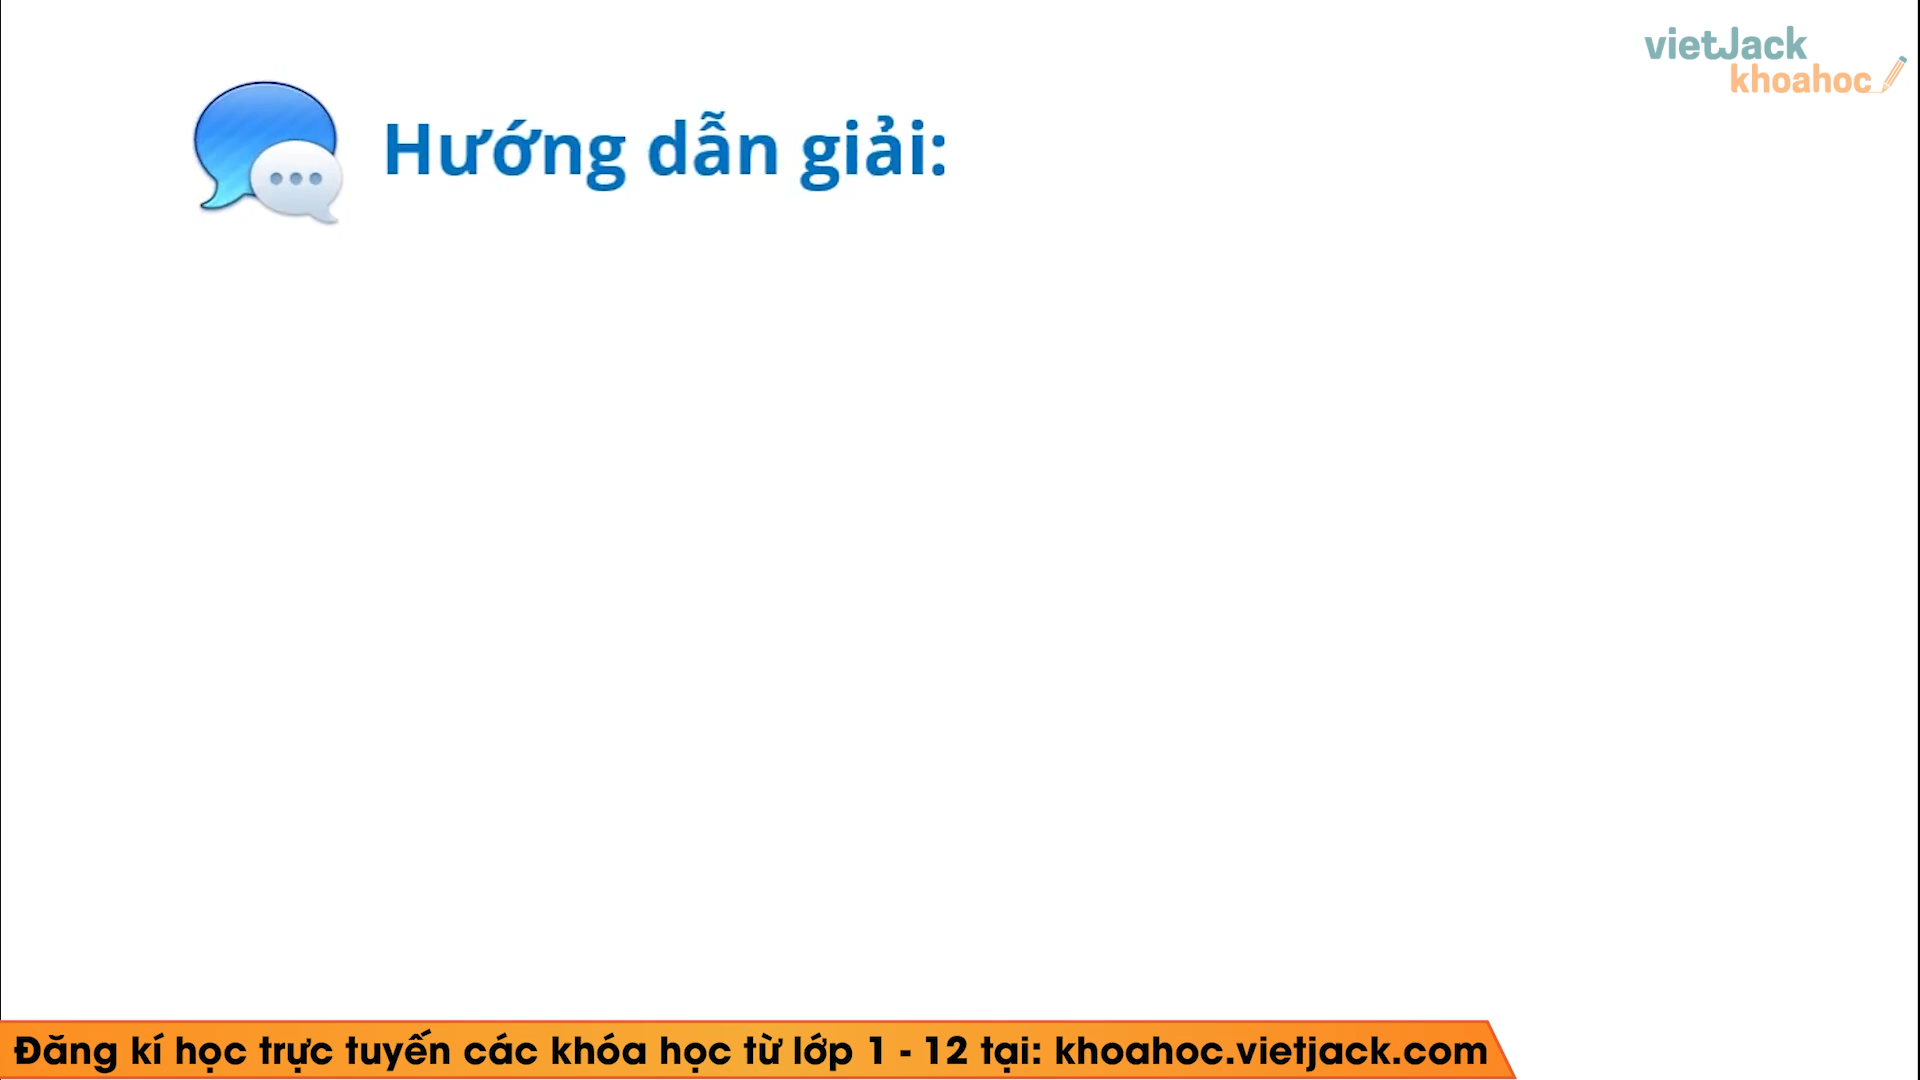 vietJack
khoahoc
Hướng dẫn giải:
Đăng kí học trực tuyến các khóa học từ lớp 1 - 12 tại: khoahoc.vietjack.com